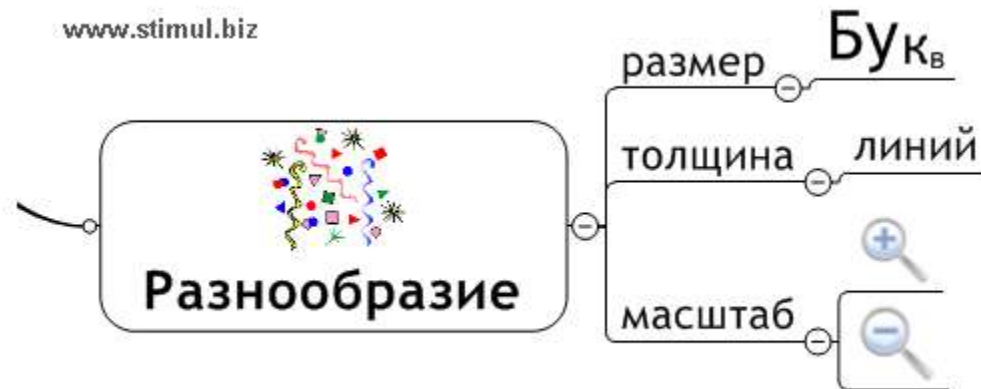 www.stimul.biz
Разнообразие
размер
Букв
толщина
линий
масштаб